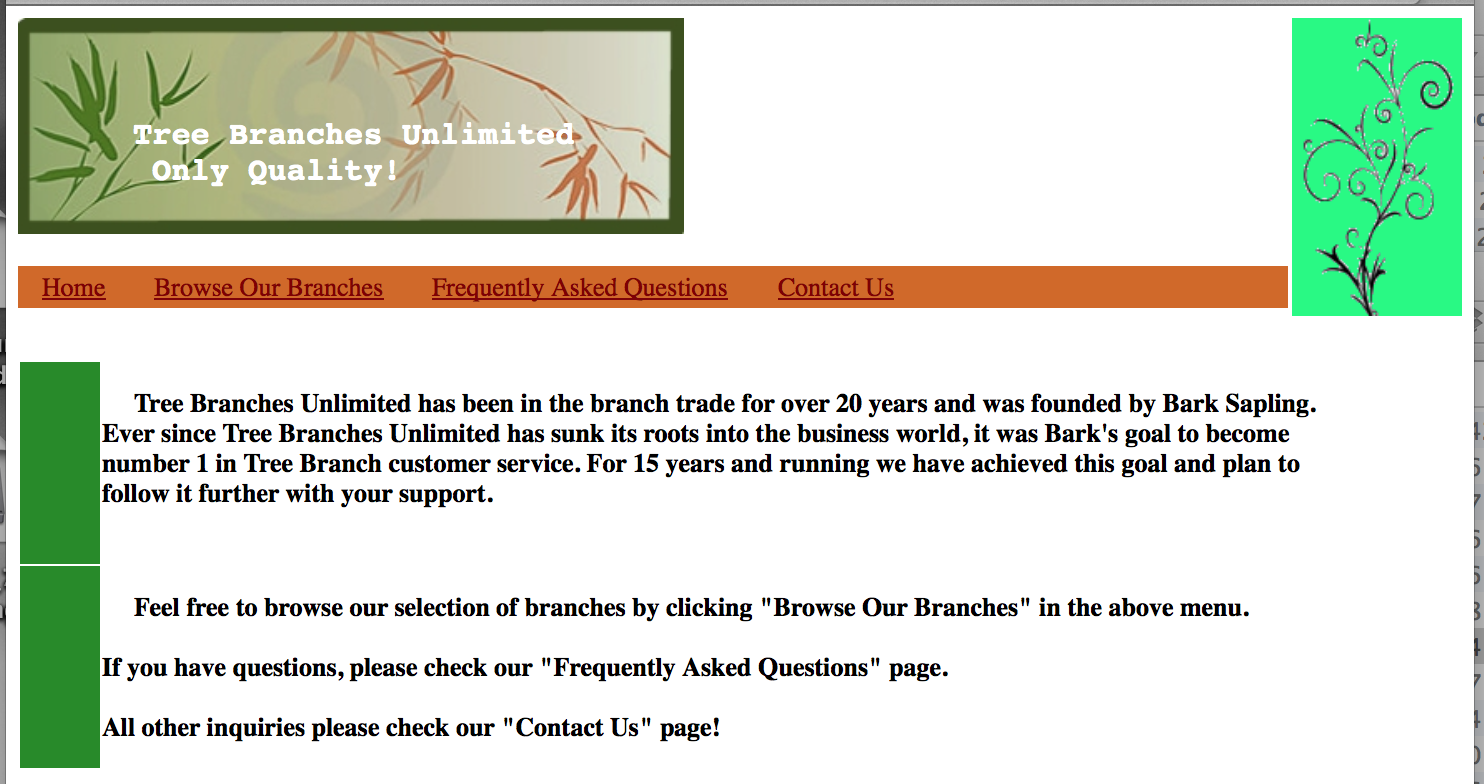 Tree Branches Unlimited
Only Quality!
Home Browse Our Branches Frequently Asked Questions Contact Us
Tree Branches Unlimited has been in the branch trade for over 20 years and was founded by Bark Sapling.
Ever since Tree Branches Unlimited has sunk its roots into the business world, it was Bark's goal to become
number 1 in Tree Branch customer service. For 15 years and running we have achieved this goal and plan to
follow it further with your support.
Feel free to browse our selection of branches by clicking "Browse Our Branches" in the above menu.
If you have questions, please check our "Frequently Asked Questions" page.
All other inquiries please check our "Contact Us" page!